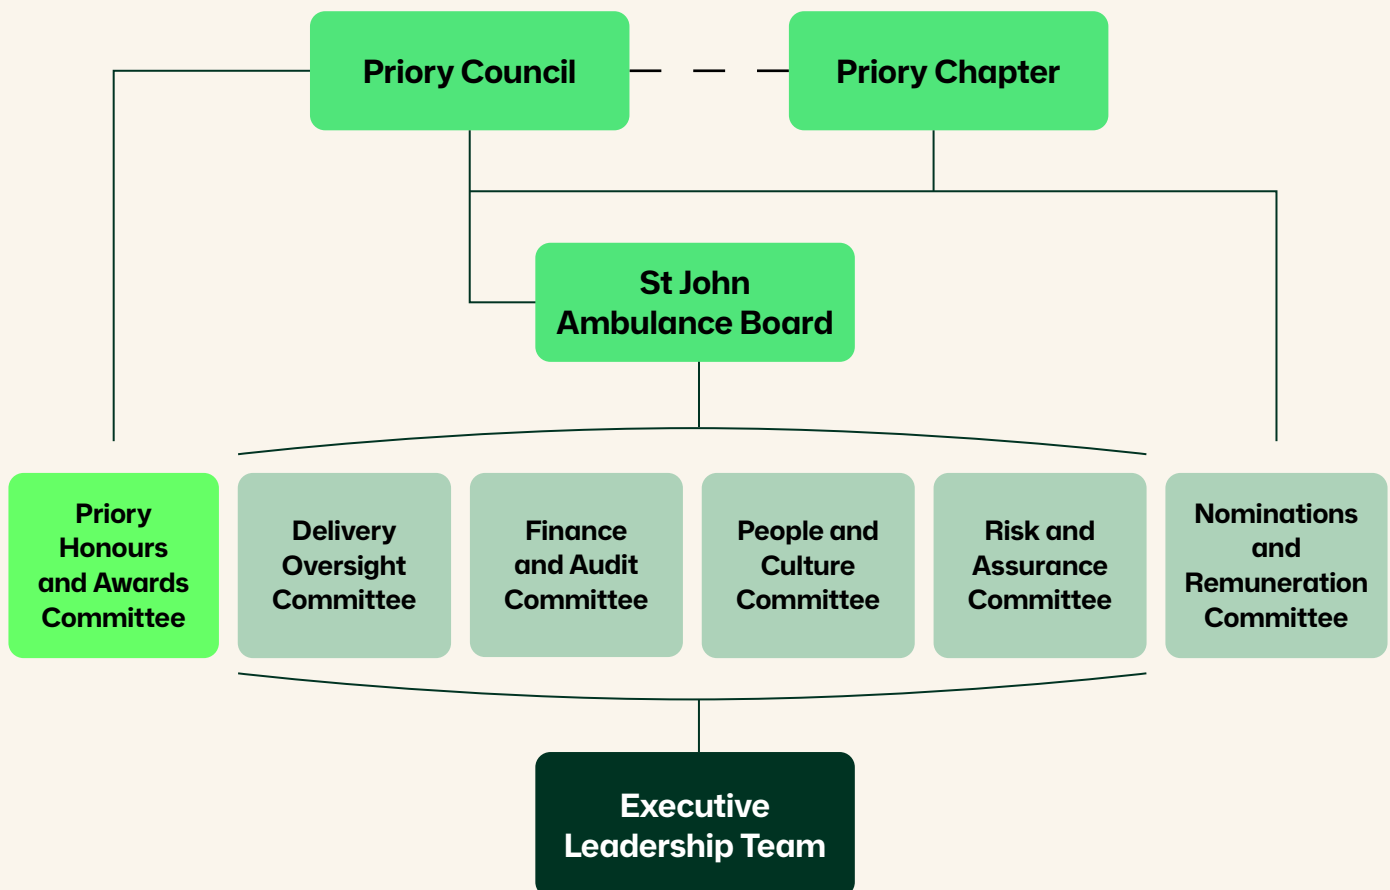 Priory Council
Priory Chapter
St John
Ambulance Board
Priory
Honours
and Awards
Committee
Delivery
Oversight
Committee
Finance
and Audit
Committee
People and
Culture
Committee
Risk and
Assurance
Committee
Nominations
and
Remuneration
Committee
Executive
Leadership Team